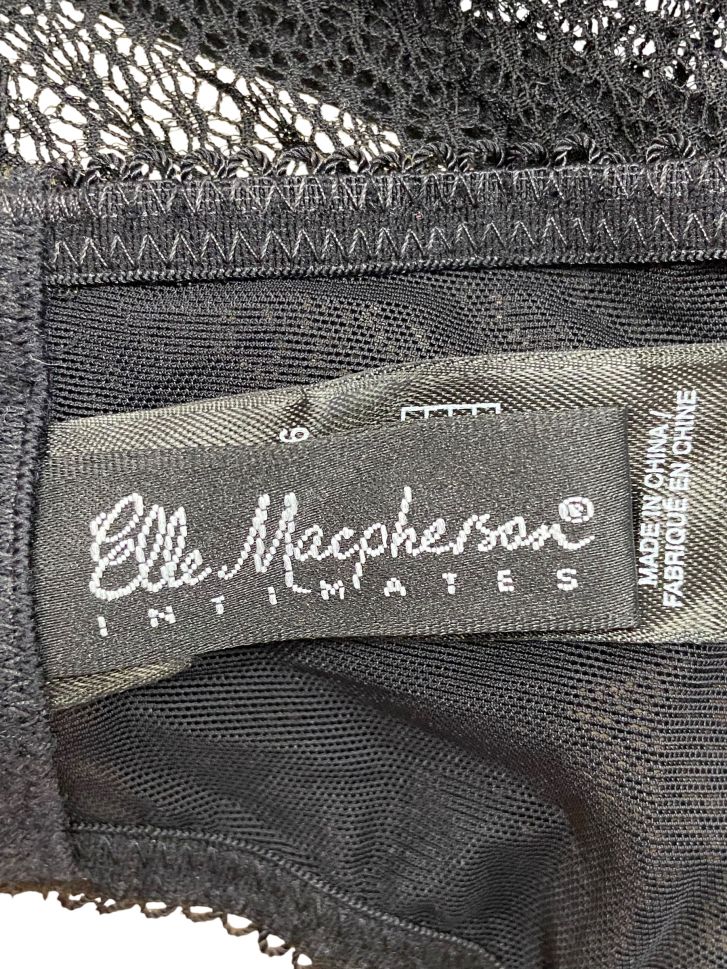 Elle Macpherson®
INTIMATES
MADE IN CHINA/
FABRIQUÉ EN CHINE